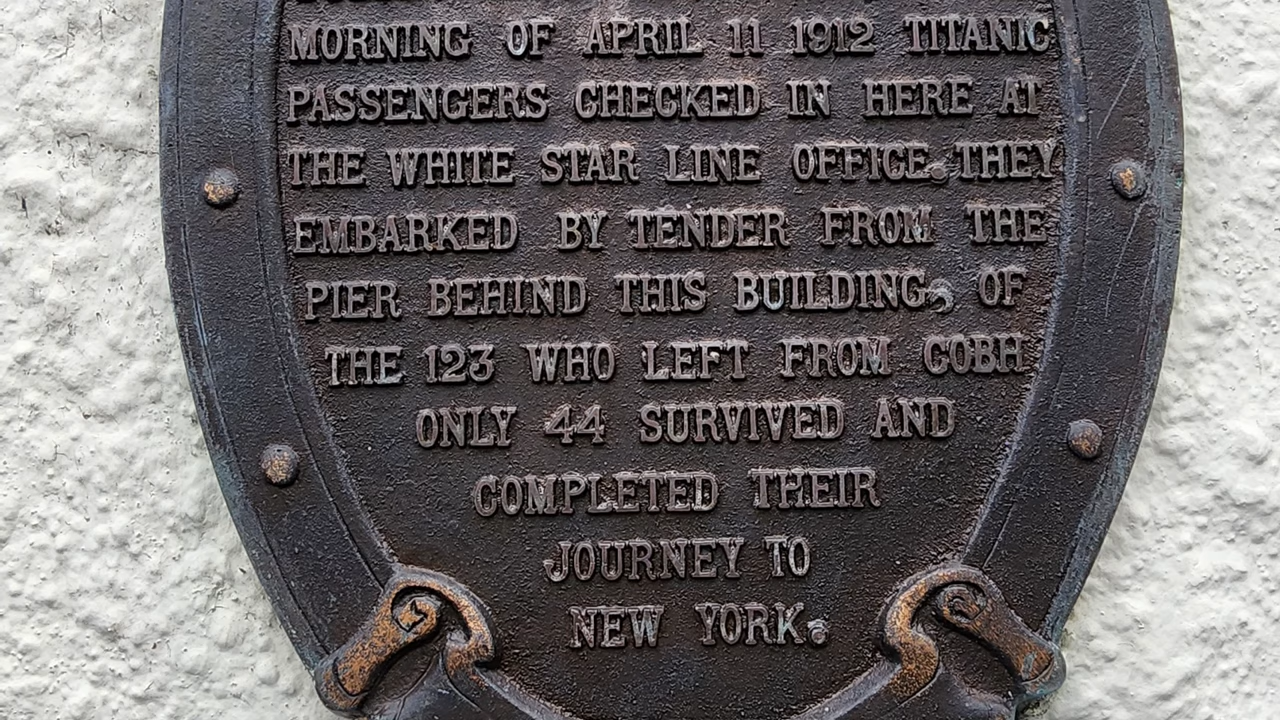 MORNING OF APRIL 11 1912 TITANIC
PASSENGERS CHECKED IN HERE AT
THE WHITE STAR LINE OFFICE. THEY
EMBARKED BY TENDER FROM THE
PIER BEHIND THIS BUILDING, OF
THE 123 WHO LEFT FROM COBH
ONLY 44 SURVIVED AND
COMPLETED THEIR
JOURNEY TO
NEW YORK.